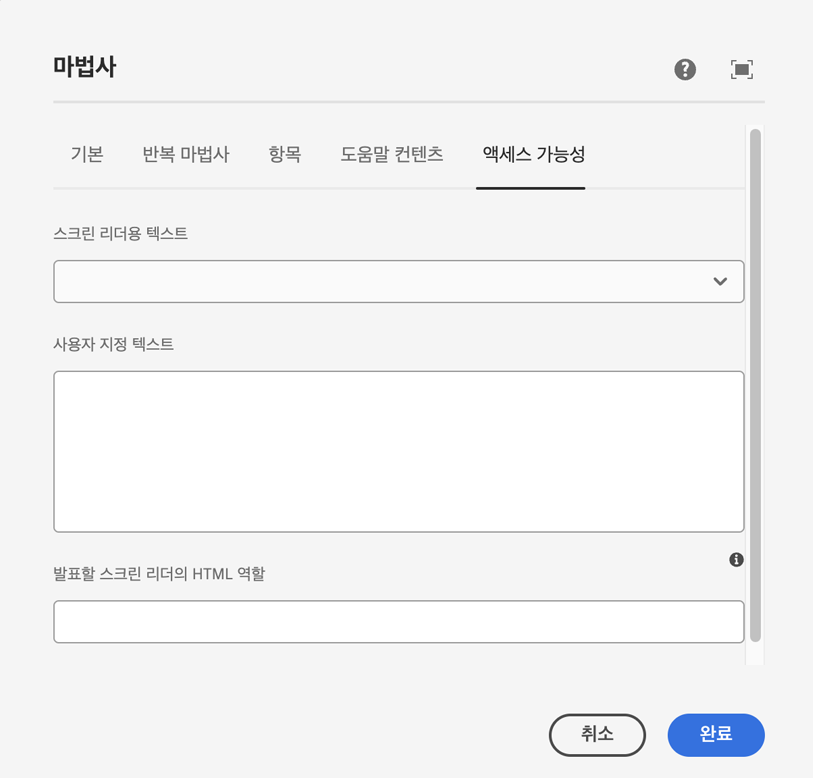 마법사
기본 반복 마법사 항목 도움말 컨텐츠 액세스 가능성
스크린 리더용 텍스트
사용자 지정 텍스트
발표할 스크린 리더의 HTML 역할
취소 완료